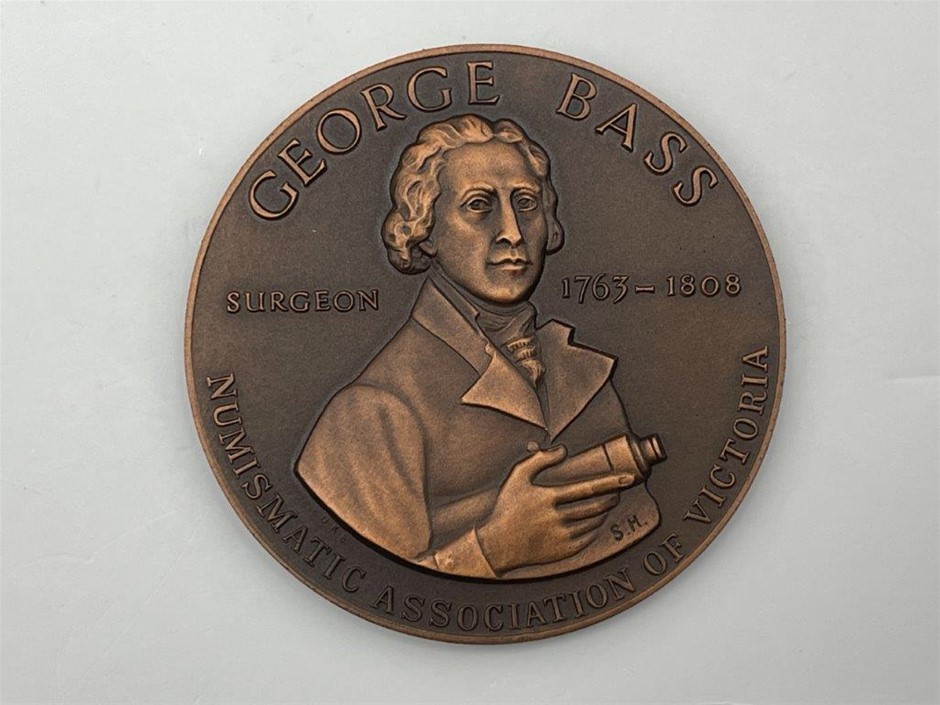 GEORGE BASS
SURGEON 1763-1808
S.M.
NUMISMATIC ASSOCIATION OF VICTORIA